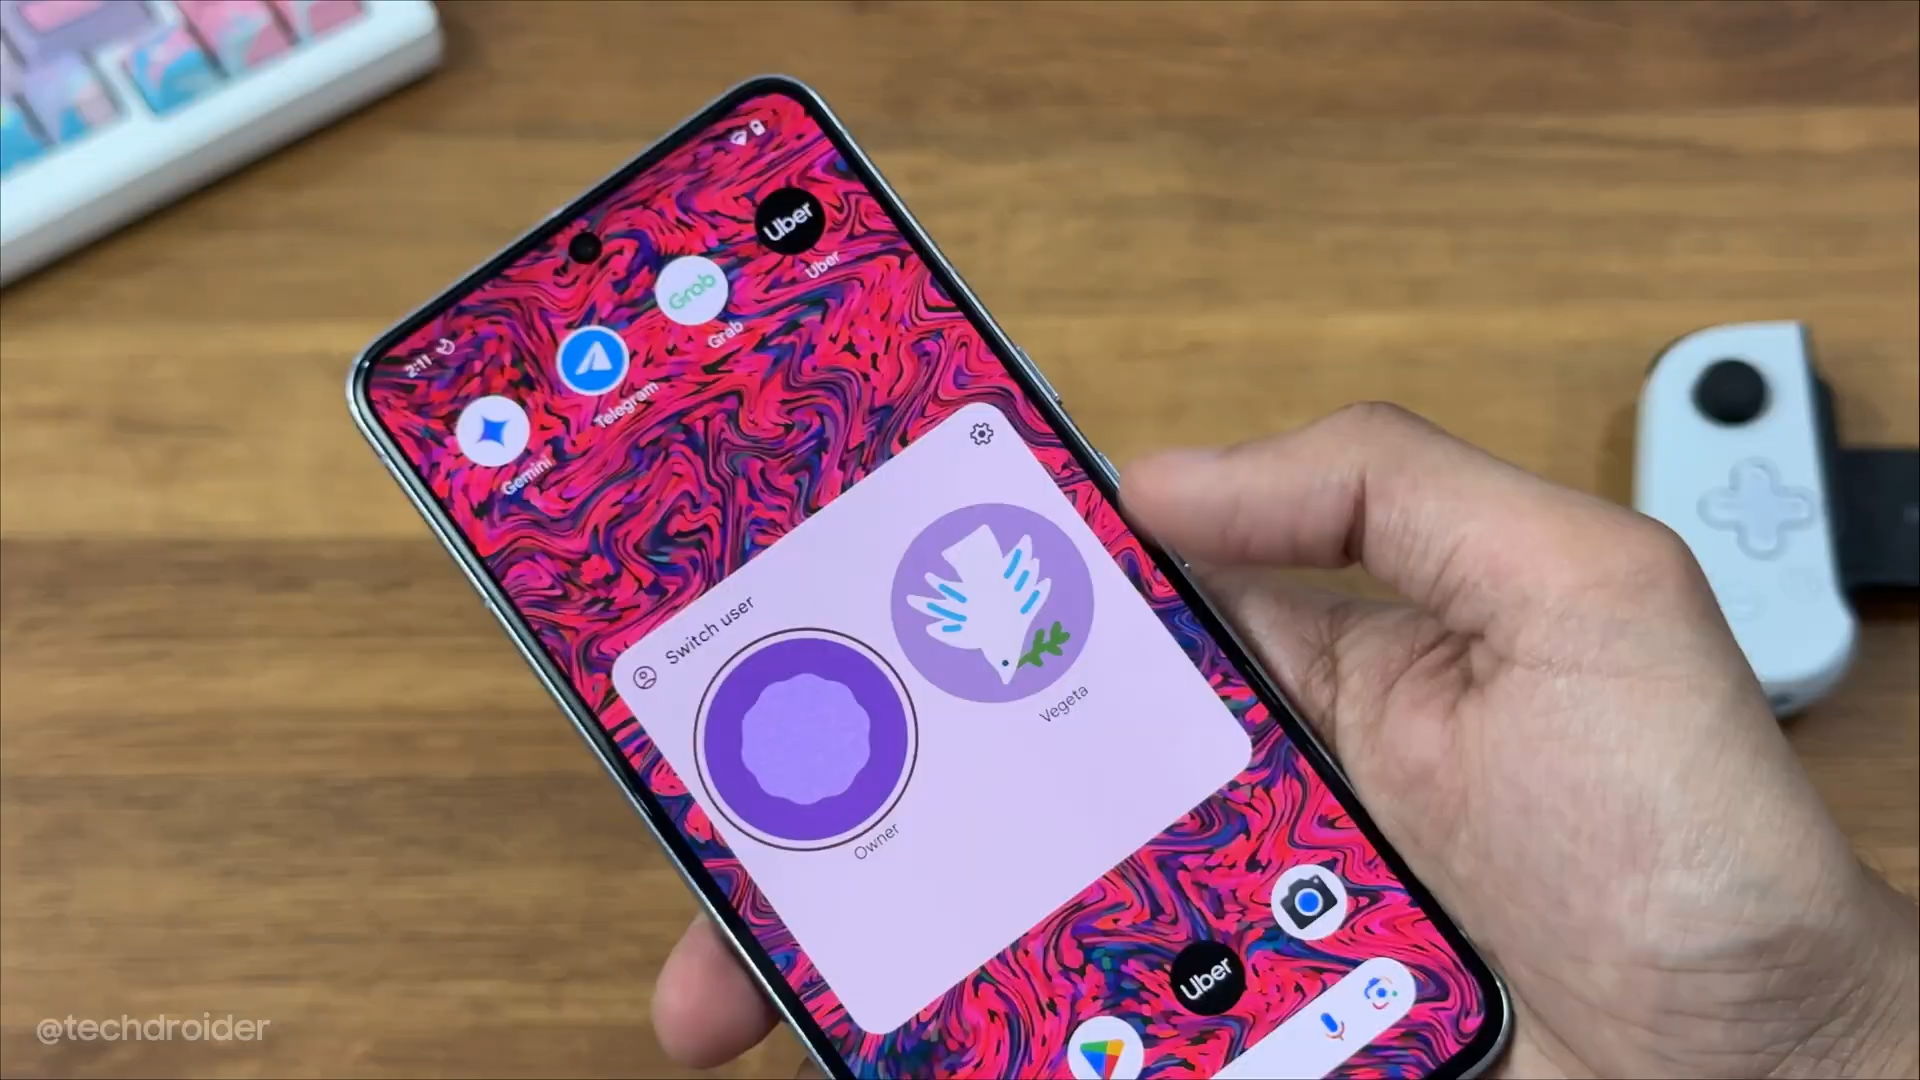 2:11
Uber
Uber
Grab
Grab
Telegram
Gemini
Switch user
Vegeta
Owner
Uber
@techdroider